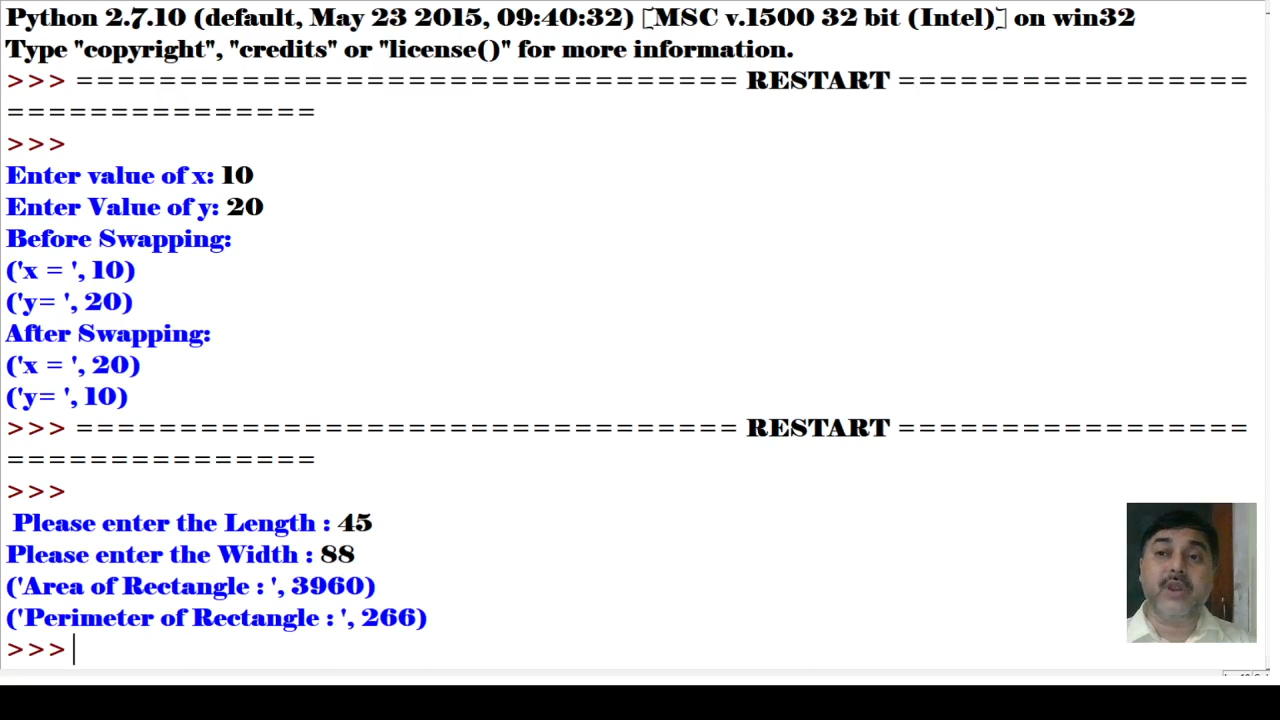 Python 2.7.10 (default, May 23 2015, 09:40:32) [MSC v.1500 32 bit (Intel)] on win32
Type "copyright", "credits" or "license()" for more information.
>>> ================================ RESTART =================
===============
>>>
Enter value of x: 10
Enter Value of y: 20
Before Swapping:
('x = ', 10)
('y= ', 20)
After Swapping:
('x = ', 20)
('y= ', 10)
>>> ================================ RESTART =================
===============
>>>
Please enter the Length : 45
Please enter the Width : 88
('Area of Rectangle : ', 3960)
('Perimeter of Rectangle : ', 266)
>>>